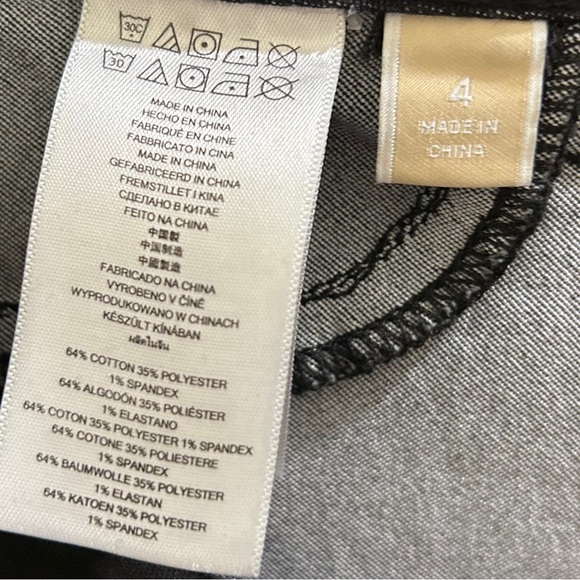 30C
30
MADE IN CHINA
HECHO EN CHINA
FABRIQUÉ EN CHINE
FABBRICATO IN CINA
MADE IN CHINA
GEFABRICEERD IN CHINA
FREMSTILLET I KINA
СДЕЛАНО В КИТАЕ
FEITO NA CHINA
中国製
中国制造
中國製造
FABRICADO NA CHINA
VYROBENO V ČÍNĚ
WYPRODUKOWANO W CHINACH
KÉSZÜLT KÍNÁBAN
ผลิตในจีน
64% COTTON 35% POLYESTER
1% SPANDEX
64% ALGODÓN 35% POLIÉSTER
1% ELASTANO
64% COTON 35% POLYESTER 1% SPANDEX
64% COTONE 35% POLIESTERE
1% SPANDEX
64% BAUMWOLLE 35% POLYESTER
1% ELASTAN
64% KATOEN 35% POLYESTER
1% SPANDEX
4
MADE IN
CHINA